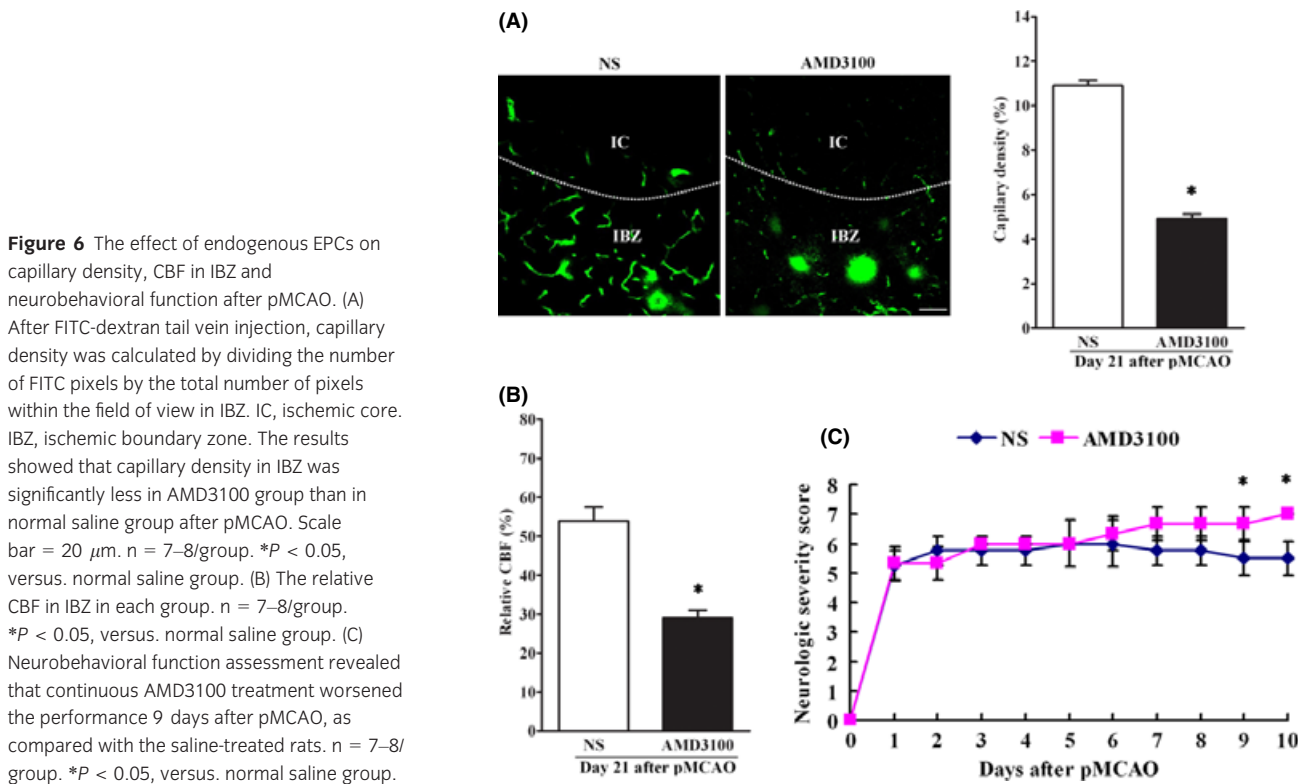 Figure 6 The effect of endogenous EPCs on
capillary density, CBF in IBZ and
neurobehavioral function after pMCAO. (A)
After FITC-dextran tail vein injection, capillary
density was calculated by dividing the number
of FITC pixels by the total number of pixels
within the field of view in IBZ. IC, ischemic core.
IBZ, ischemic boundary zone. The results
showed that capillary density in IBZ was
significantly less in AMD3100 group than in
normal saline group after pMCAO. Scale
bar = 20 μm. n = 7–8/group. *P < 0.05,
versus. normal saline group. (B) The relative
CBF in IBZ in each group. n = 7–8/group.
*P < 0.05, versus. normal saline group. (C)
Neurobehavioral function assessment revealed
that continuous AMD3100 treatment worsened
the performance 9 days after pMCAO, as
compared with the saline-treated rats. n = 7–8/
group. *P < 0.05, versus. normal saline group.
(A)
NS AMD3100
IC IC
IBZ IBZ
Capilary density (%)
14
12
10
8
6
4
2
0
*
NS AMD3100
Day 21 after pMCAO
(B)
Relative CBF (%)
80
70
60
50
40
30
20
10
0
*
NS AMD3100
Day 21 after pMCAO
(C)
NS AMD3100
Neurologic severity score
8
7
6
5
4
3
2
1
0
* *
0 1 2 3 4 5 6 7 8 9 10
Days after pMCAO